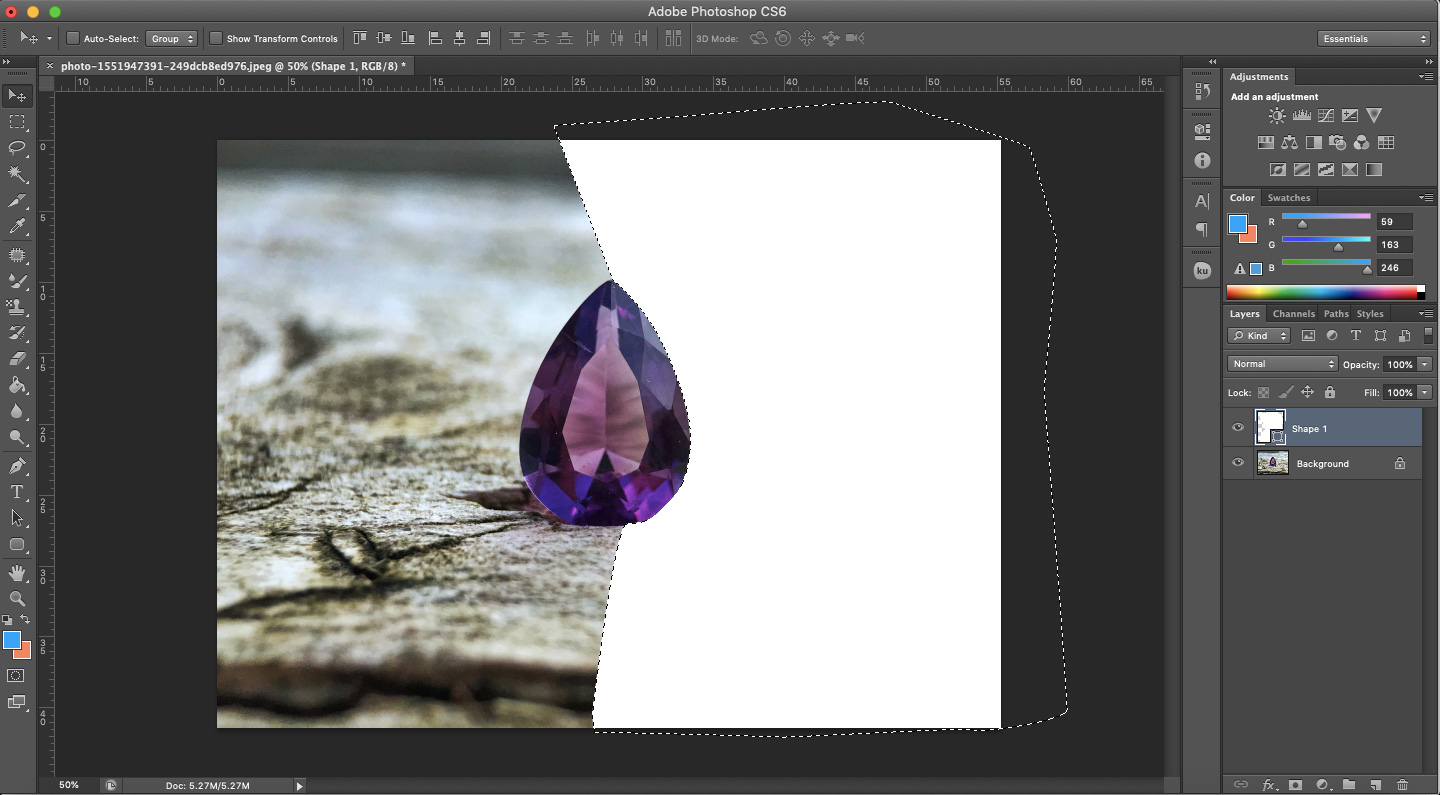 Adobe Photoshop CS6
Auto-Select: Group Show Transform Controls 3D Mode: Essentials
photo-1551947391-249dcb8ed976.jpeg @ 50% (Shape 1, RGB/8) *
10 5 0 5 10 15 20 25 30 35 40 45 50 55 60 65
0
5
10
15
20
25
30
35
40
Adjustments
Add an adjustment
Color Swatches
R 59
G 163
B 246
A|
ku
Layers Channels Paths Styles
Kind T
Normal Opacity: 100%
Lock: Fill: 100%
Shape 1
Background
T
50% Doc: 5.27M/5.27M
fx